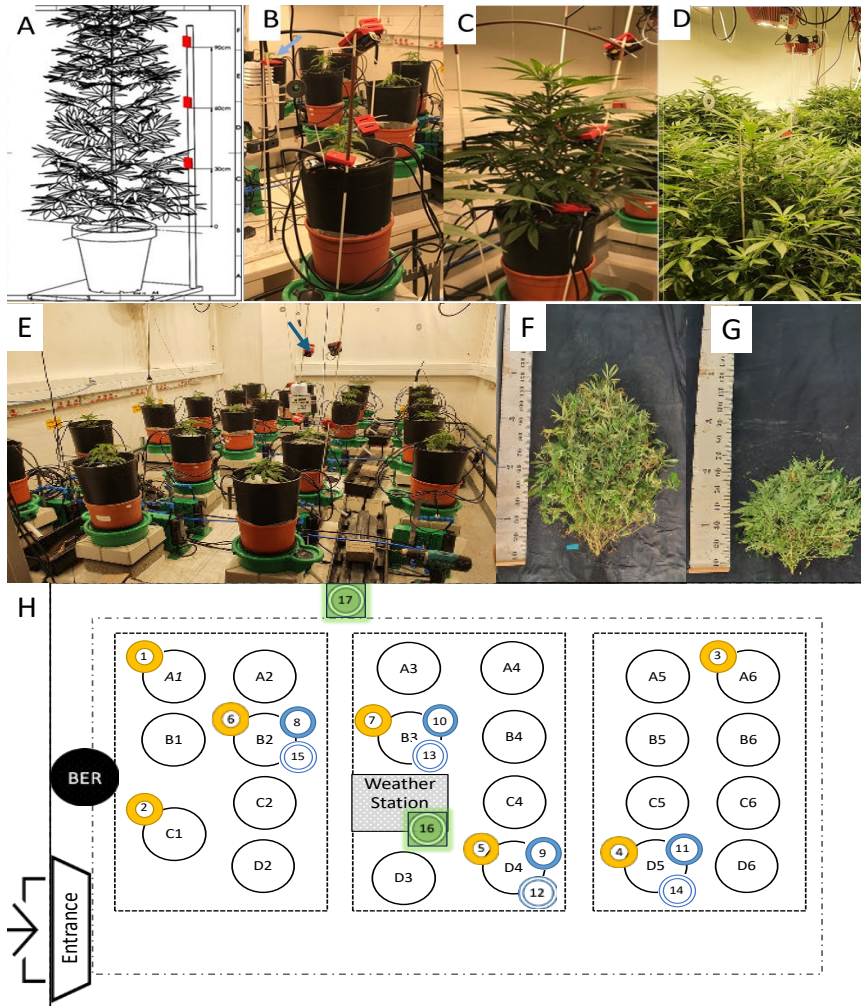 A
B
C
D
90cm
60cm
30cm
0
F
E
D
C
B
A
E
F
G
H
17
1
A1
A2
A3
A4
A5
3
A6
B1
6
B2
8
15
7
B3
10
13
B4
B5
B6
BER
2
C1
C2
Weather
Station
16
C4
C5
C6
D2
D3
5
D4
9
12
4
D5
11
14
D6
Entrance